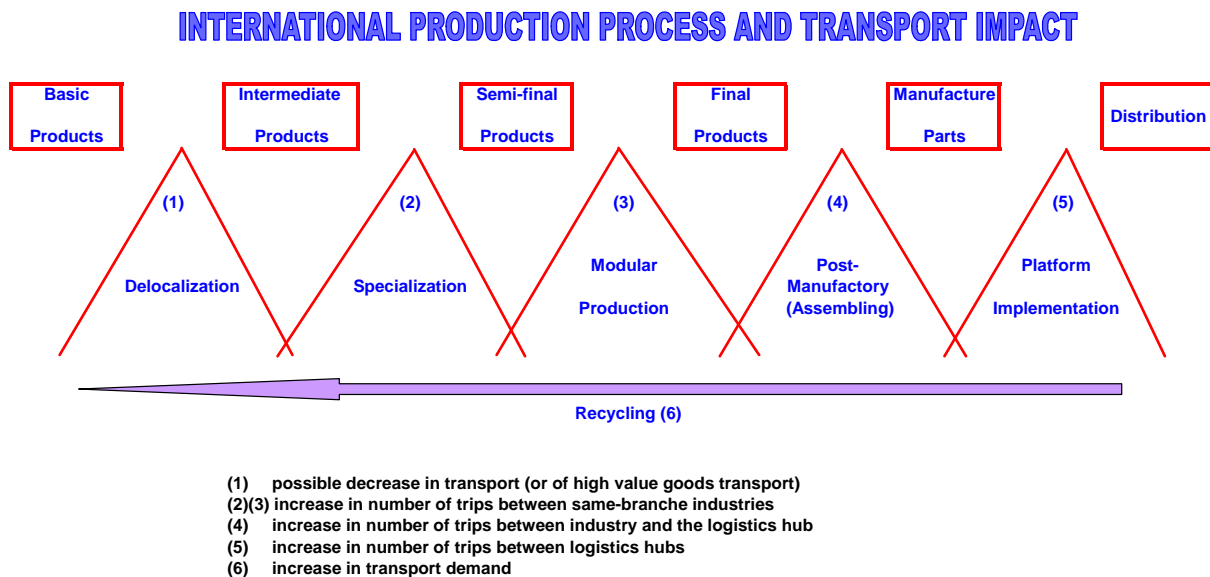 INTERNATIONAL PRODUCTION PROCESS AND TRANSPORT IMPACT
Basic
Products
Intermediate
Products
Semi-final
Products
Final
Products
Manufacture
Parts
Distribution
(1)
Delocalization
(2)
Specialization
(3)
Modular
Production
(4)
Post-
Manufactory
(Assembling)
(5)
Platform
Implementation
Recycling (6)
(1) possible decrease in transport (or of high value goods transport)
(2)(3) increase in number of trips between same-branche industries
(4) increase in number of trips between industry and the logistics hub
(5) increase in number of trips between logistics hubs
(6) increase in transport demand